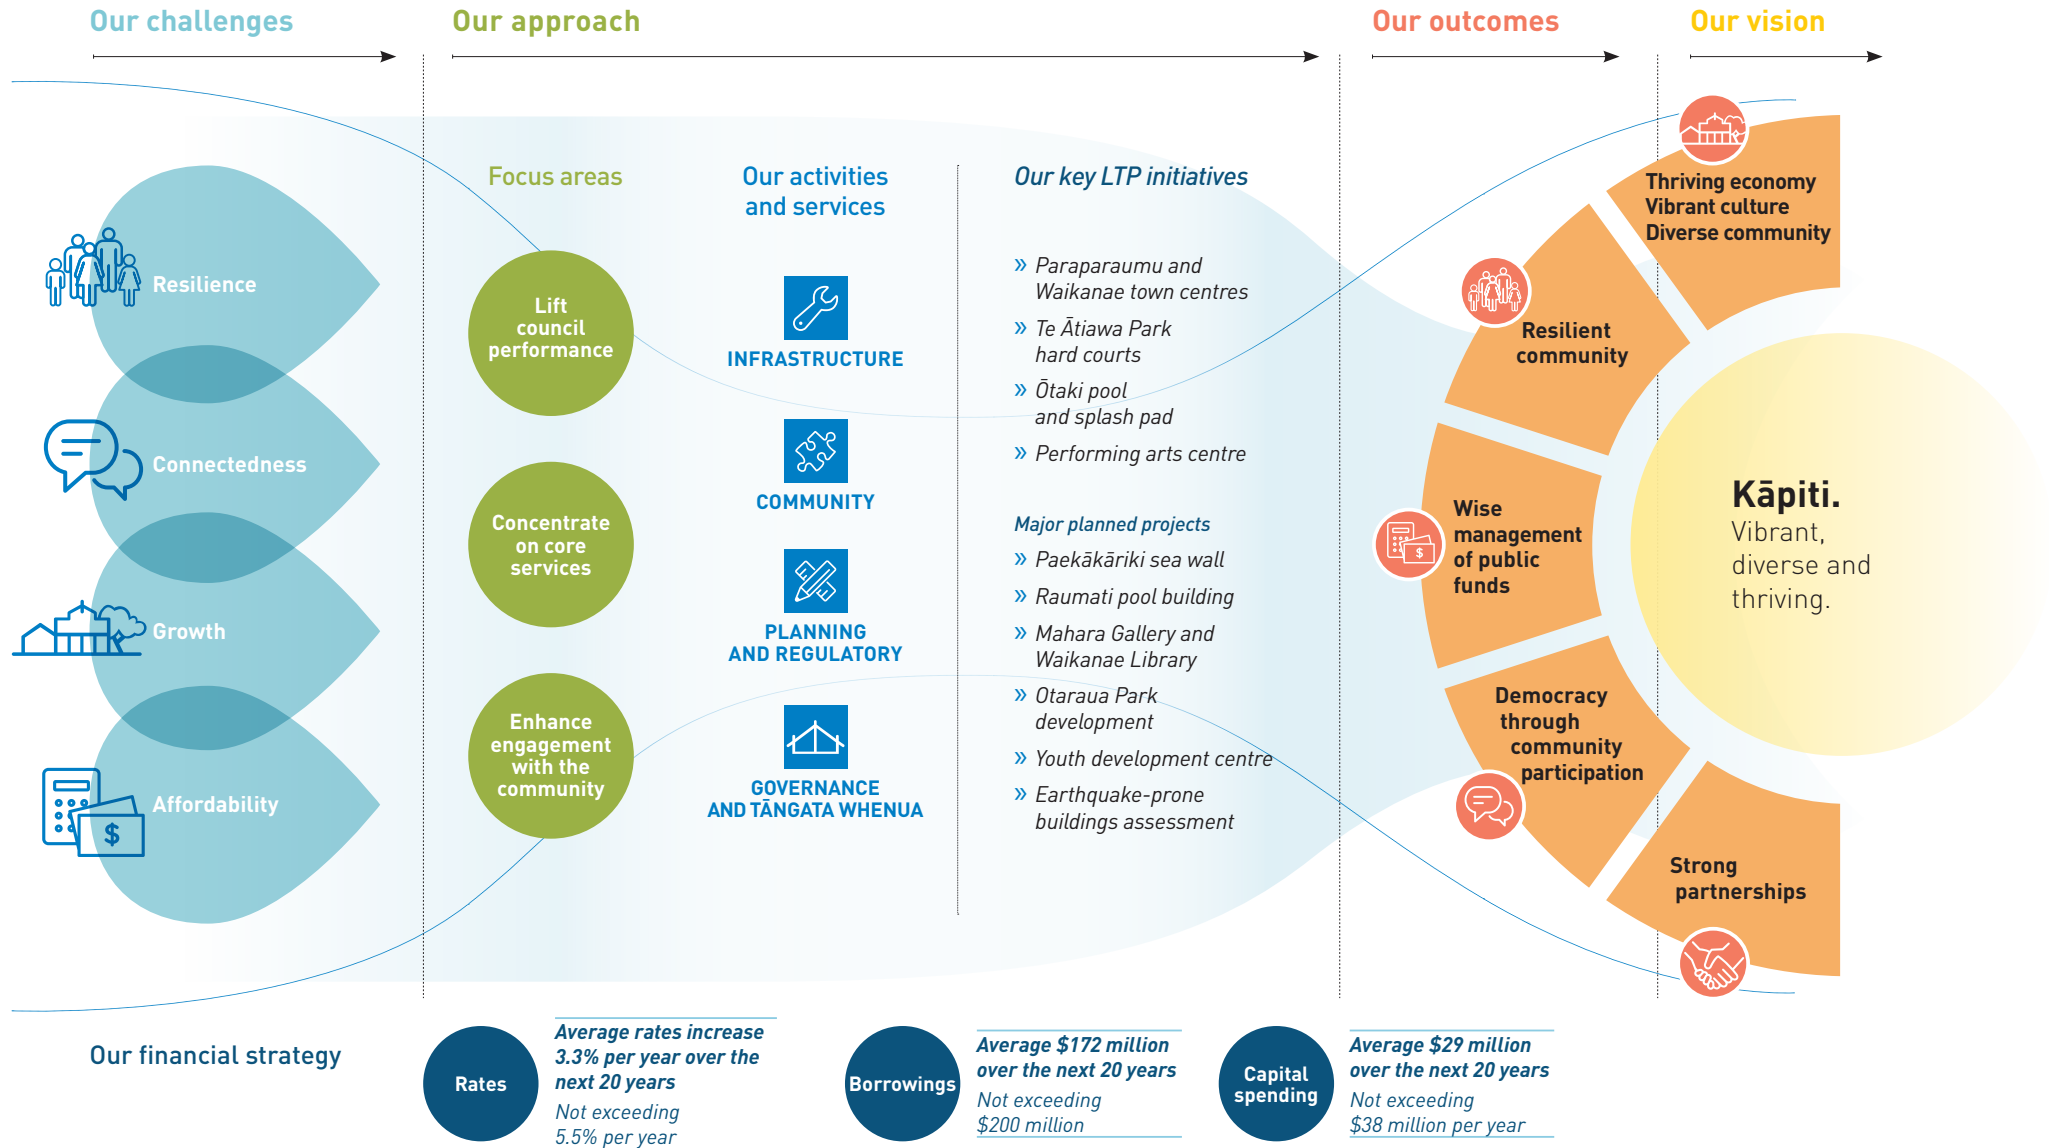 Our challenges
Our approach
Our outcomes
Our vision
Resilience
Connectedness
Growth
Affordability
Focus areas
Lift
council
performance
Concentrate
on core
services
Enhance
engagement
with the
community
Our activities
and services
INFRASTRUCTURE
COMMUNITY
PLANNING
AND REGULATORY
GOVERNANCE
AND TĀNGATA WHENUA
Our key LTP initiatives
» Paraparaumu and
Waikanae town centres
» Te Ātiawa Park
hard courts
» Ōtaki pool
and splash pad
» Performing arts centre
Major planned projects
» Paekākāriki sea wall
» Raumati pool building
» Mahara Gallery and
Waikanae Library
» Otaraua Park
development
» Youth development centre
» Earthquake-prone
buildings assessment
Thriving economy
Vibrant culture
Diverse community
Resilient
community
Wise
management
of public
funds
Democracy
through
community
participation
Strong
partnerships
Kāpiti.
Vibrant,
diverse and
thriving.
Our financial strategy
Rates
Average rates increase
3.3% per year over the
next 20 years
Not exceeding
5.5% per year
Borrowings
Average $172 million
over the next 20 years
Not exceeding
$200 million
Capital
spending
Average $29 million
over the next 20 years
Not exceeding
$38 million per year